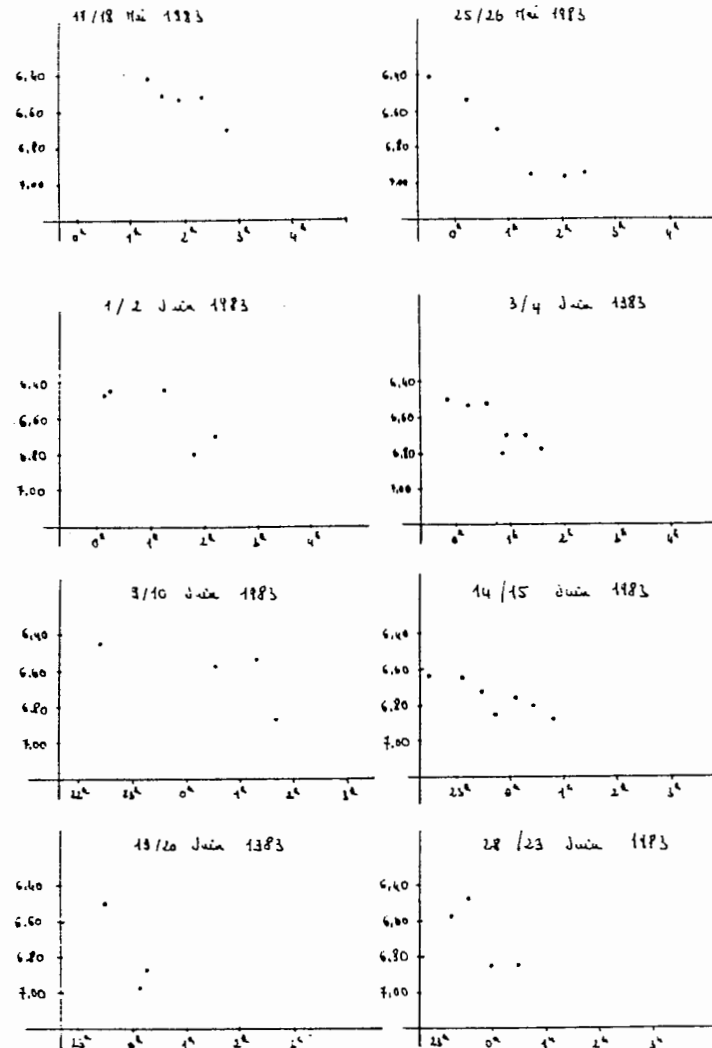 17/18 Mai 1983
6,40
6,60
6,80
7,00
0ʰ 1ʰ 2ʰ 3ʰ 4ʰ
25/26 Mai 1983
6,40
6,60
6,80
7,00
0ʰ 1ʰ 2ʰ 3ʰ 4ʰ
1/2 Juin 1983
6,40
6,60
6,80
7,00
0ʰ 1ʰ 2ʰ 3ʰ 4ʰ
3/4 Juin 1983
6,40
6,60
6,80
7,00
0ʰ 1ʰ 2ʰ 3ʰ 4ʰ
9/10 Juin 1983
6,40
6,60
6,80
7,00
22ʰ 23ʰ 0ʰ 1ʰ 2ʰ 3ʰ
14/15 Juin 1983
6,40
6,60
6,80
7,00
23ʰ 0ʰ 1ʰ 2ʰ 3ʰ
19/20 Juin 1983
6,40
6,60
6,80
7,00
23ʰ 0ʰ 1ʰ 2ʰ 3ʰ
28/29 Juin 1983
6,40
6,60
6,80
7,00
23ʰ 0ʰ 1ʰ 2ʰ 3ʰ